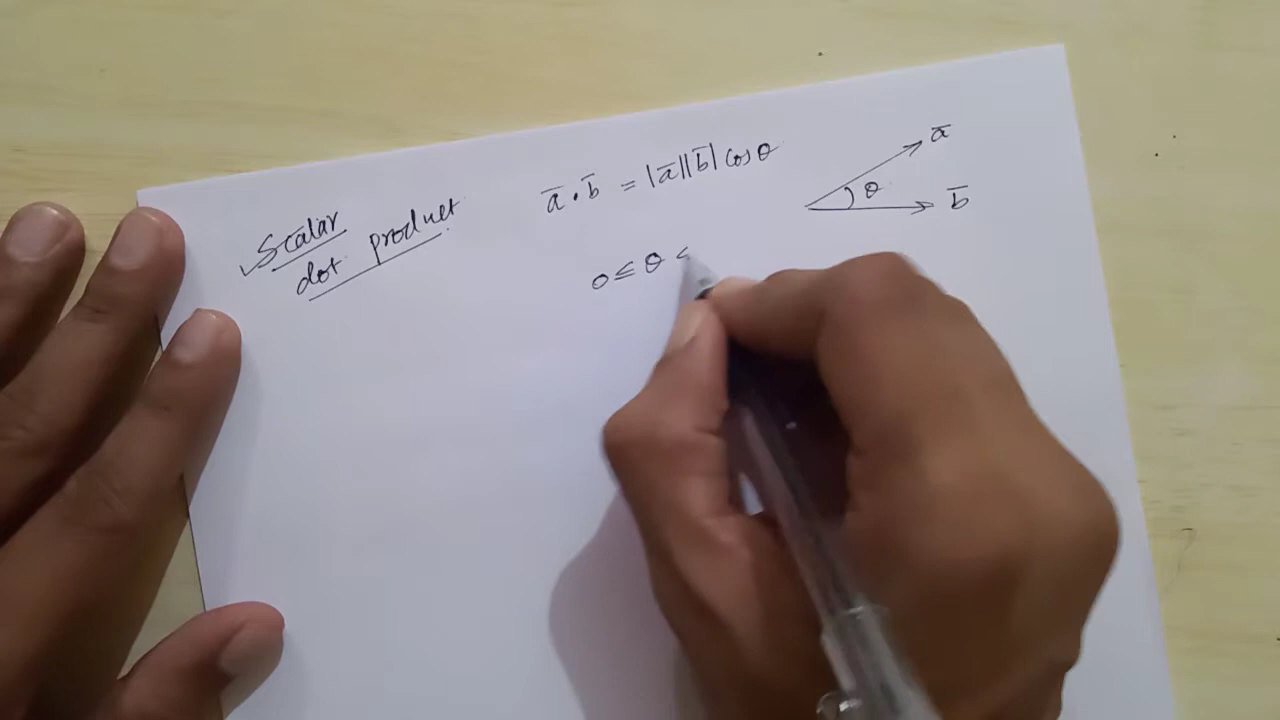 Scalar
dot product
a̅ • b̅ = |a̅||b̅| cos θ
0 ≤ θ <
a̅
θ
b̅